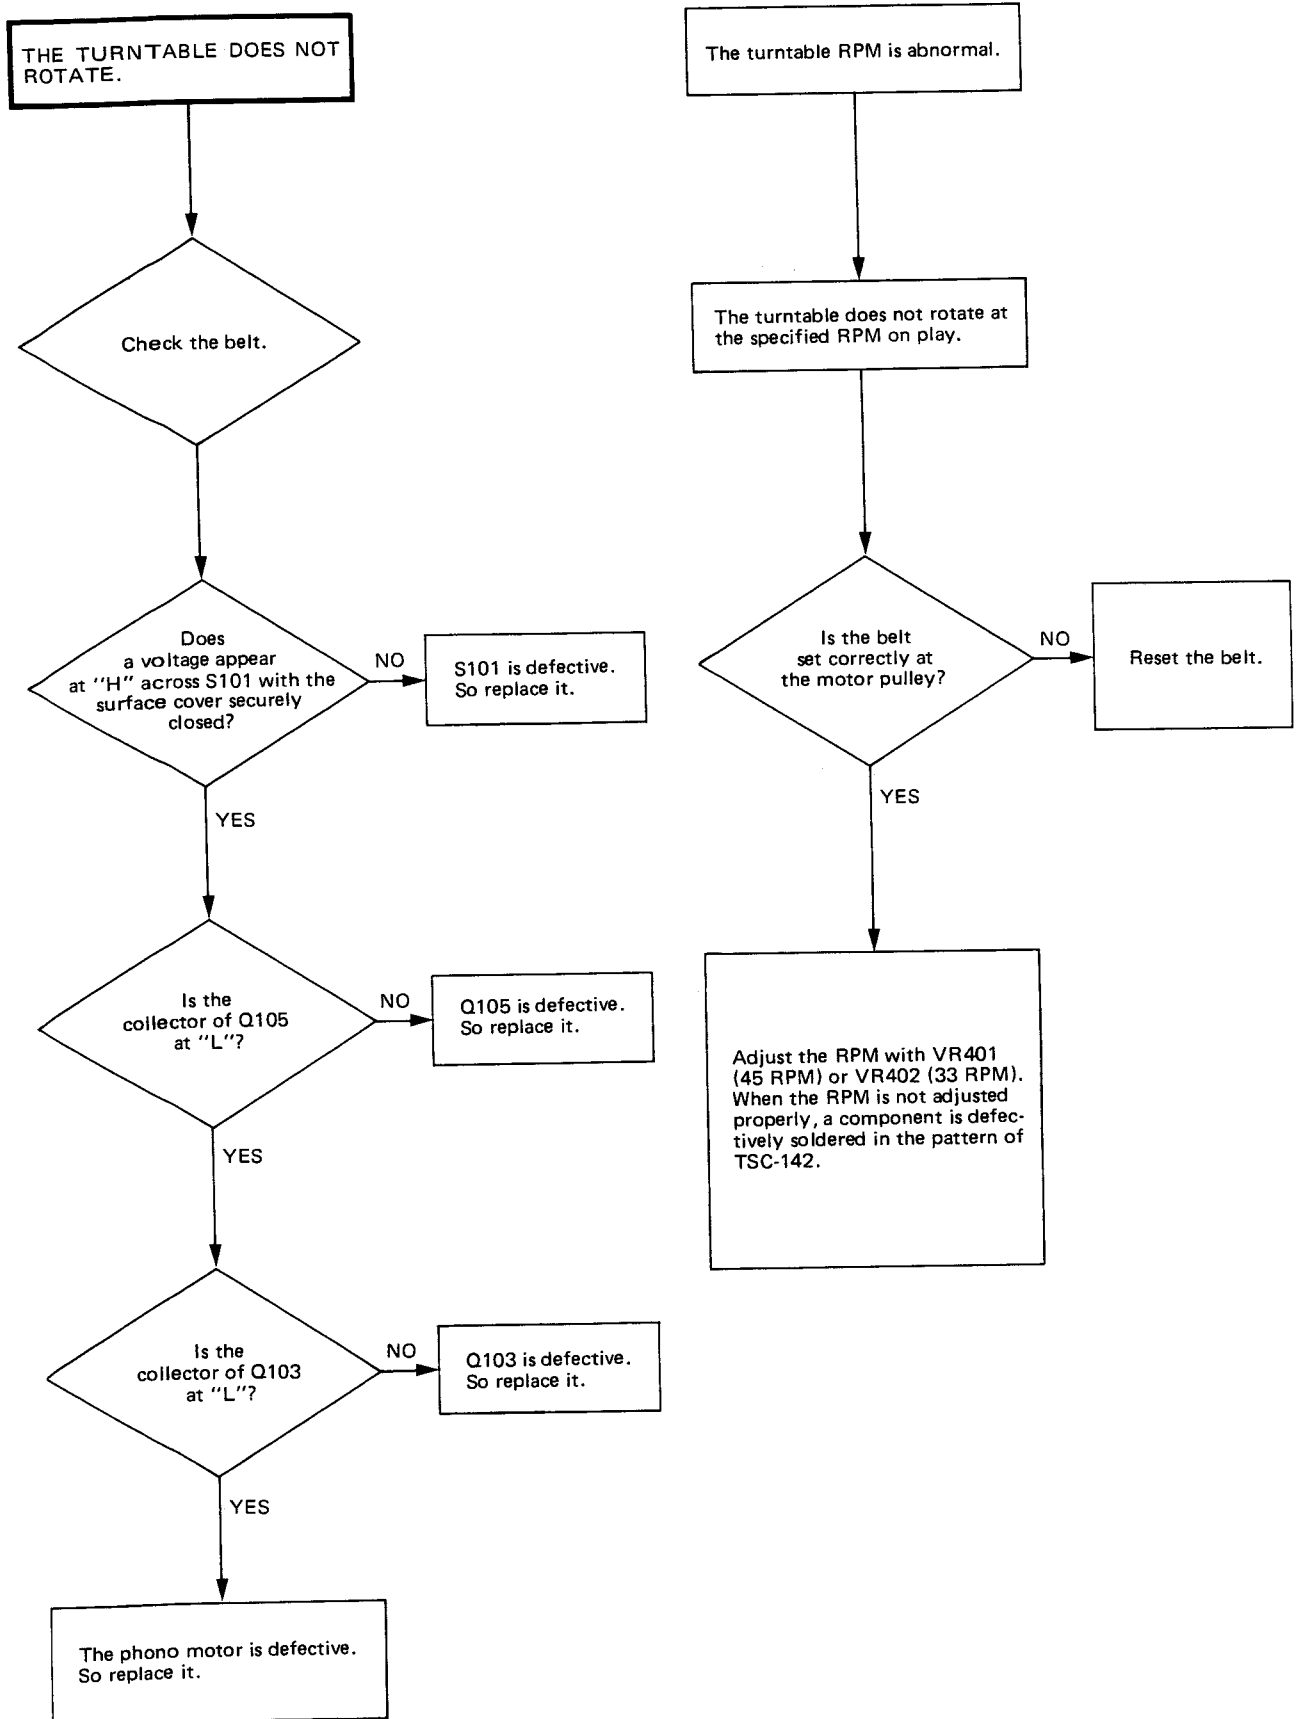 THE TURNTABLE DOES NOT
ROTATE.
Check the belt.
Does
a voltage appear
at "H" across S101 with the
surface cover securely
closed?
NO
S101 is defective.
So replace it.
YES
Is the
collector of Q105
at "L"?
NO
Q105 is defective.
So replace it.
YES
Is the
collector of Q103
at "L"?
NO
Q103 is defective.
So replace it.
YES
The phono motor is defective.
So replace it.
The turntable RPM is abnormal.
The turntable does not rotate at
the specified RPM on play.
Is the belt
set correctly at
the motor pulley?
NO
Reset the belt.
YES
Adjust the RPM with VR401
(45 RPM) or VR402 (33 RPM).
When the RPM is not adjusted
properly, a component is defec-
tively soldered in the pattern of
TSC-142.